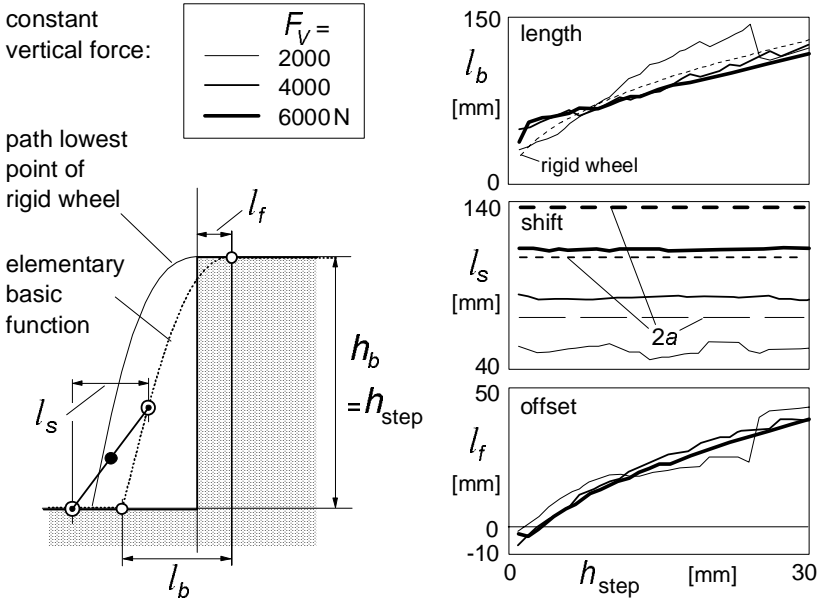 constant
vertical force:
F_V =
2000
4000
6000 N
path lowest
point of
rigid wheel
elementary
basic
function
l_f
l_s
h_b
= h_step
l_b
150
length
l_b
[mm]
rigid wheel
0
140
shift
l_s
[mm]
2a
40
50
offset
l_f
[mm]
0
-10
0
h_step
[mm]
30